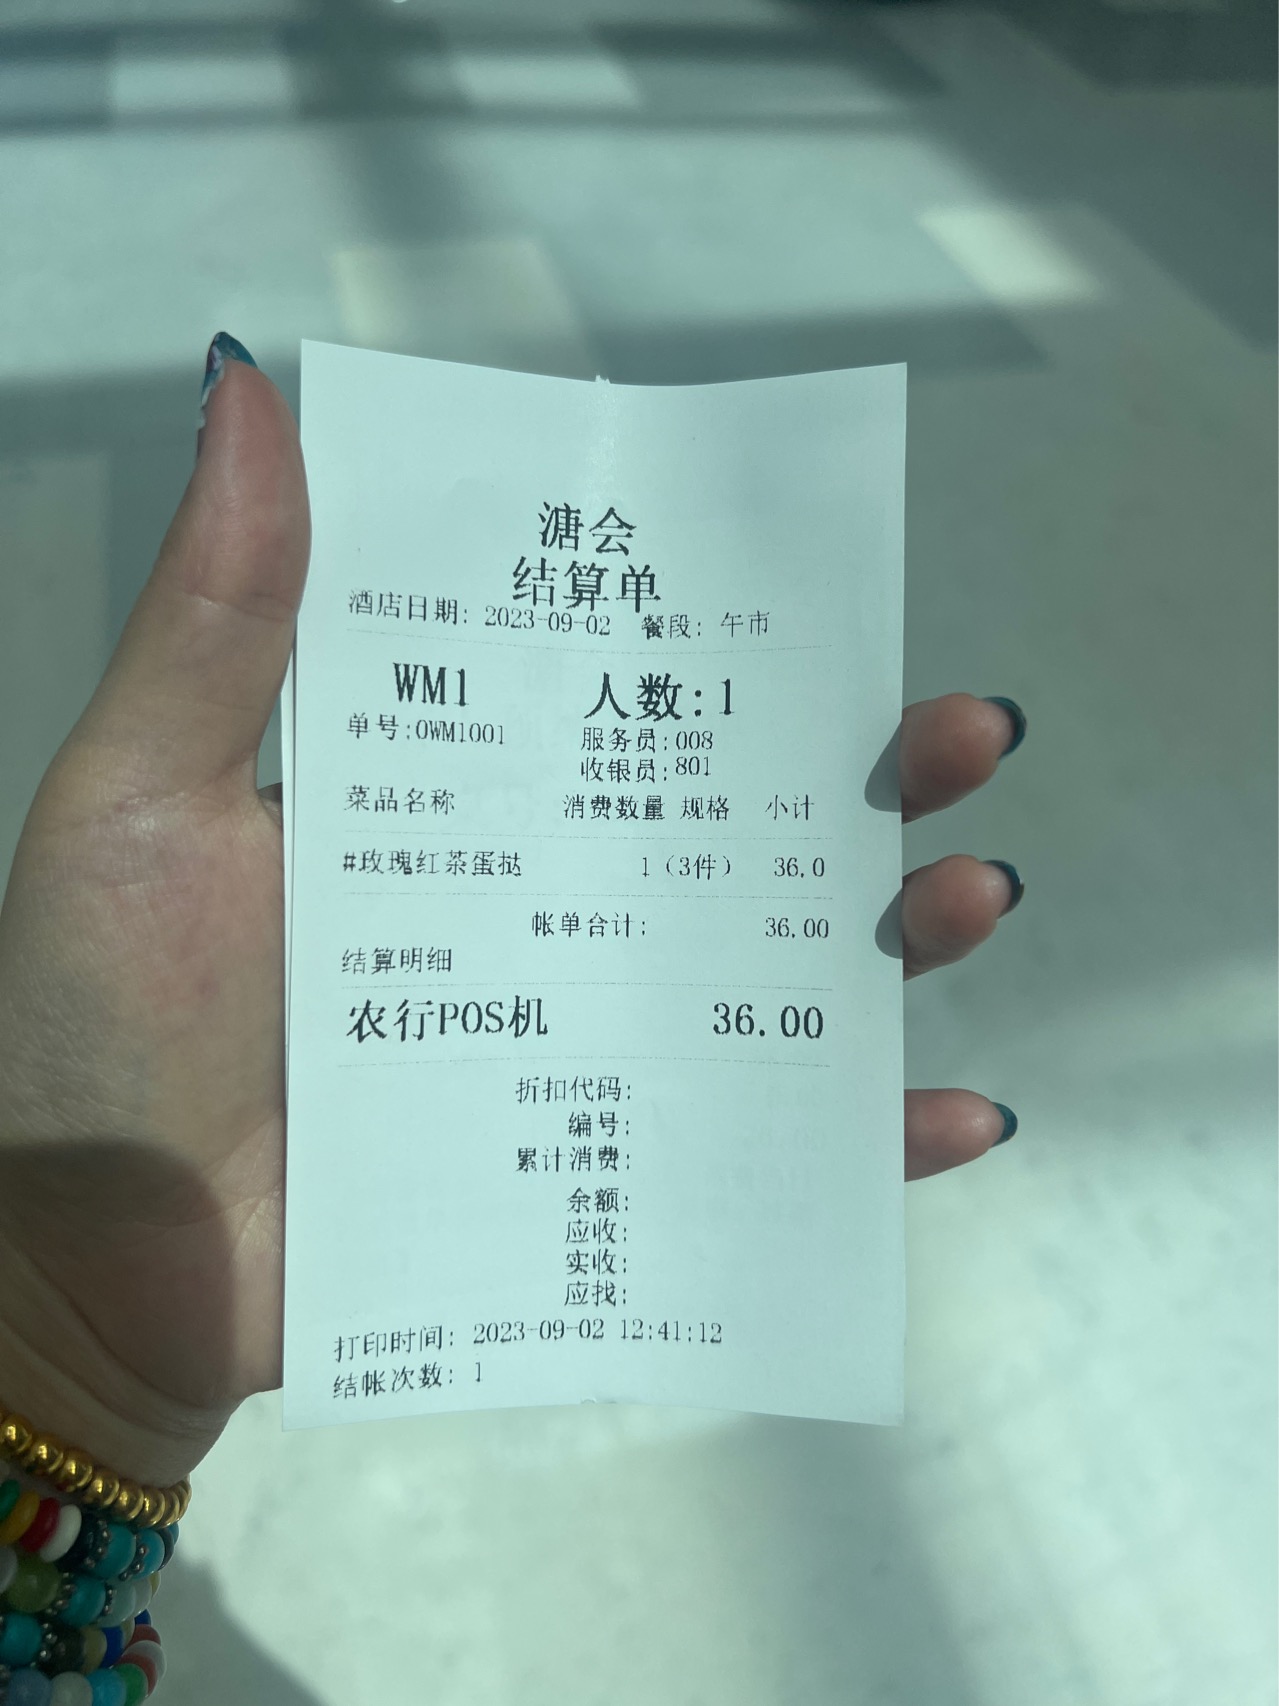 溏会
结算单
酒店日期: 2023-09-02 餐段: 午市
WM1 人数:1
单号:0WM1001 服务员:008
收银员:801
菜品名称 消费数量 规格 小计
#玫瑰红茶蛋挞 1（3件） 36.0
帐单合计: 36.00
结算明细
农行POS机 36.00
折扣代码:
编号:
累计消费:
余额:
应收:
实收:
应找:
打印时间: 2023-09-02 12:41:12
结帐次数: 1